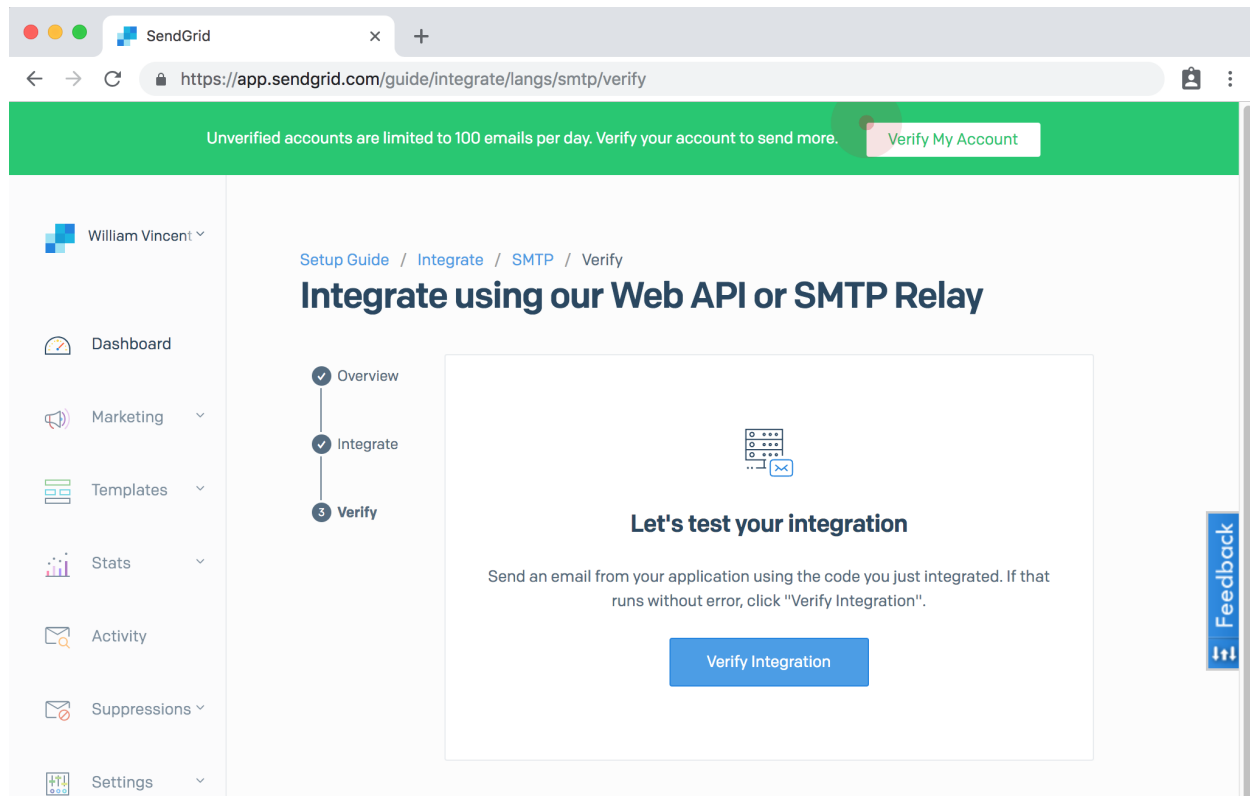 SendGrid
https://app.sendgrid.com/guide/integrate/langs/smtp/verify
Unverified accounts are limited to 100 emails per day. Verify your account to send more.
Verify My Account
William Vincent
Dashboard
Marketing
Templates
Stats
Activity
Suppressions
Settings
Setup Guide / Integrate / SMTP / Verify
Integrate using our Web API or SMTP Relay
Overview
Integrate
3 Verify
Let's test your integration
Send an email from your application using the code you just integrated. If that
runs without error, click "Verify Integration".
Verify Integration
Feedback